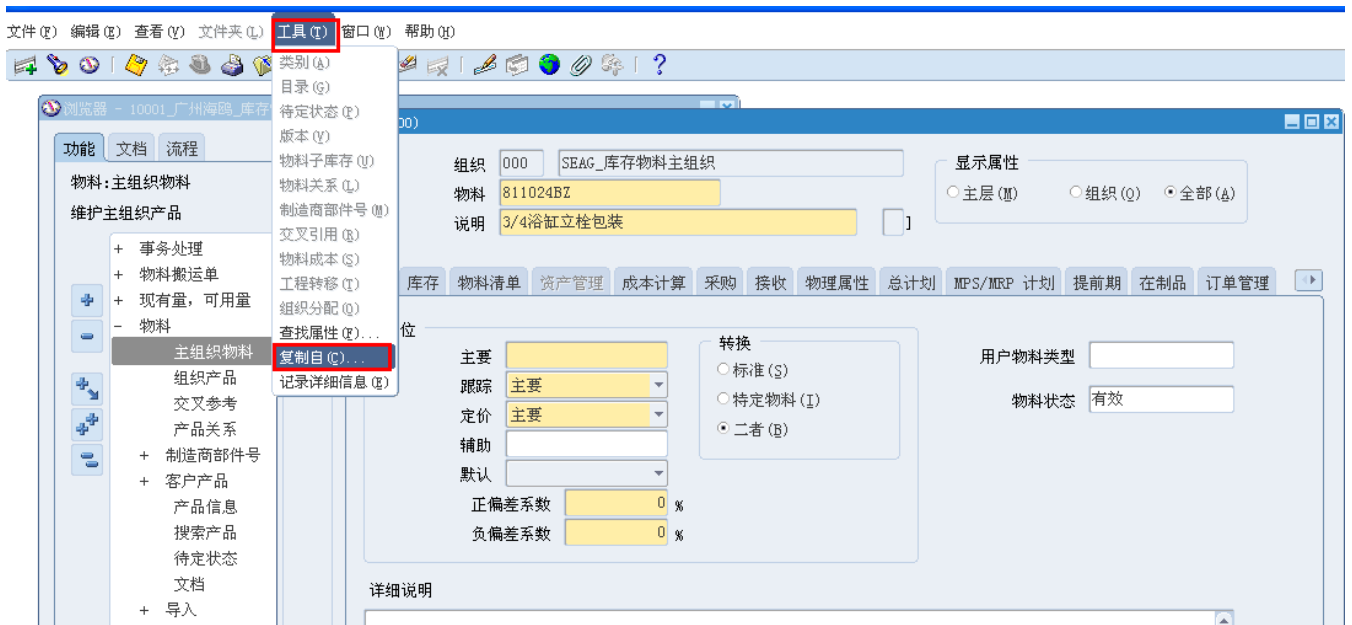 文件(F) 编辑(E) 查看(V) 文件夹(L) 工具(T) 窗口(W) 帮助(H)
类别(A)
目录(G)
待定状态(P)
版本(V)
物料子库存(U)
物料关系(L)
制造商部件号(M)
交叉引用(R)
物料成本(S)
工程转移(T)
组织分配(O)
查找属性(F)...
复制自(C)...
记录详细信息(E)
浏览器 - 10001_广州海鸥_库存
功能 文档 流程
物料:主组织物料
维护主组织产品
+ 事务处理
+ 物料搬运单
+ 现有量，可用量
- 物料
主组织物料
组织产品
交叉参考
产品关系
+ 制造商部件号
+ 客户产品
产品信息
搜索产品
待定状态
文档
+ 导入
00)
组织 000 SEAG_库存物料主组织
物料 811024BZ
说明 3/4浴缸立栓包装
[ ]
显示属性
主层(M) 组织(O) 全部(A)
库存 物料清单 资产管理 成本计算 采购 接收 物理属性 总计划 MPS/MRP 计划 提前期 在制品 订单管理
位
主要
跟踪 主要
定价 主要
辅助
默认
正偏差系数 0 %
负偏差系数 0 %
转换
标准(S)
特定物料(I)
二者(B)
用户物料类型
物料状态 有效
详细说明